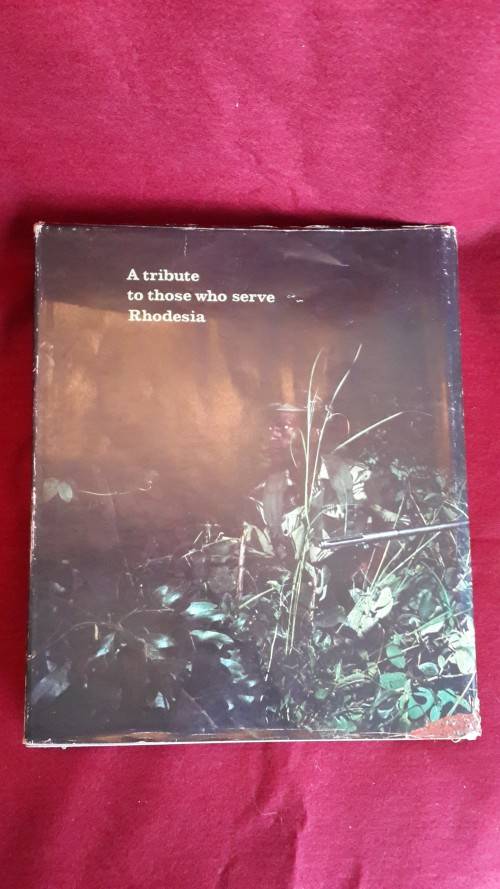 A tribute
to those who serve
Rhodesia